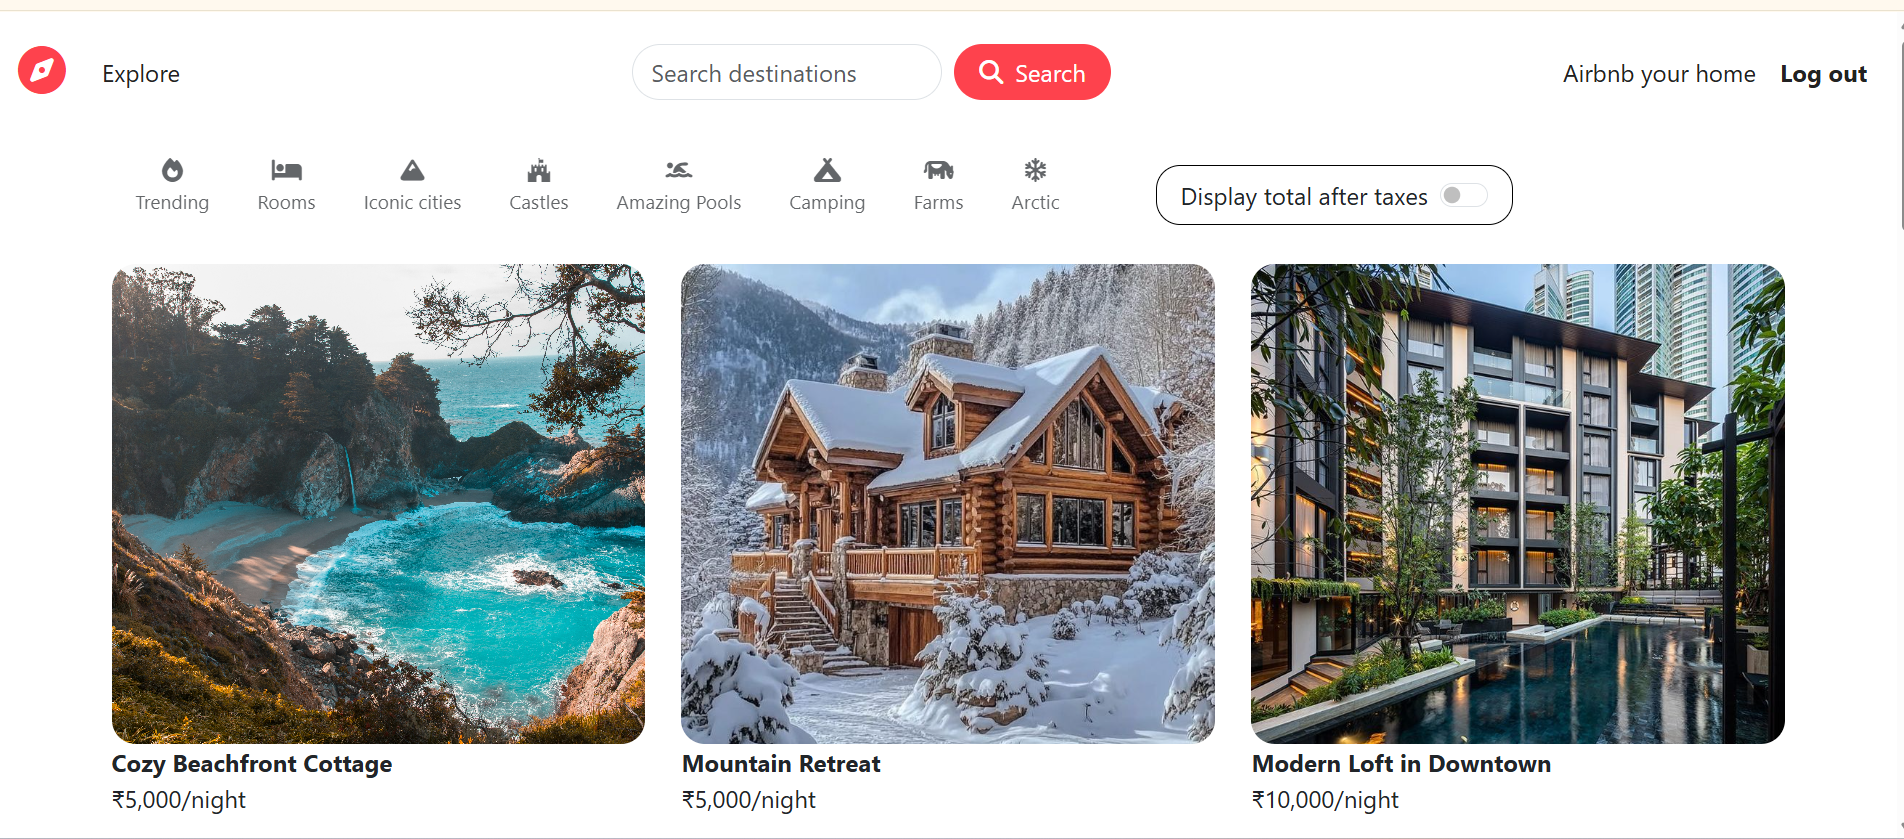 Explore
Search destinations
Search
Airbnb your home
Log out
Trending
Rooms
Iconic cities
Castles
Amazing Pools
Camping
Farms
Arctic
Display total after taxes
Cozy Beachfront Cottage
₹5,000/night
Mountain Retreat
₹5,000/night
Modern Loft in Downtown
₹10,000/night